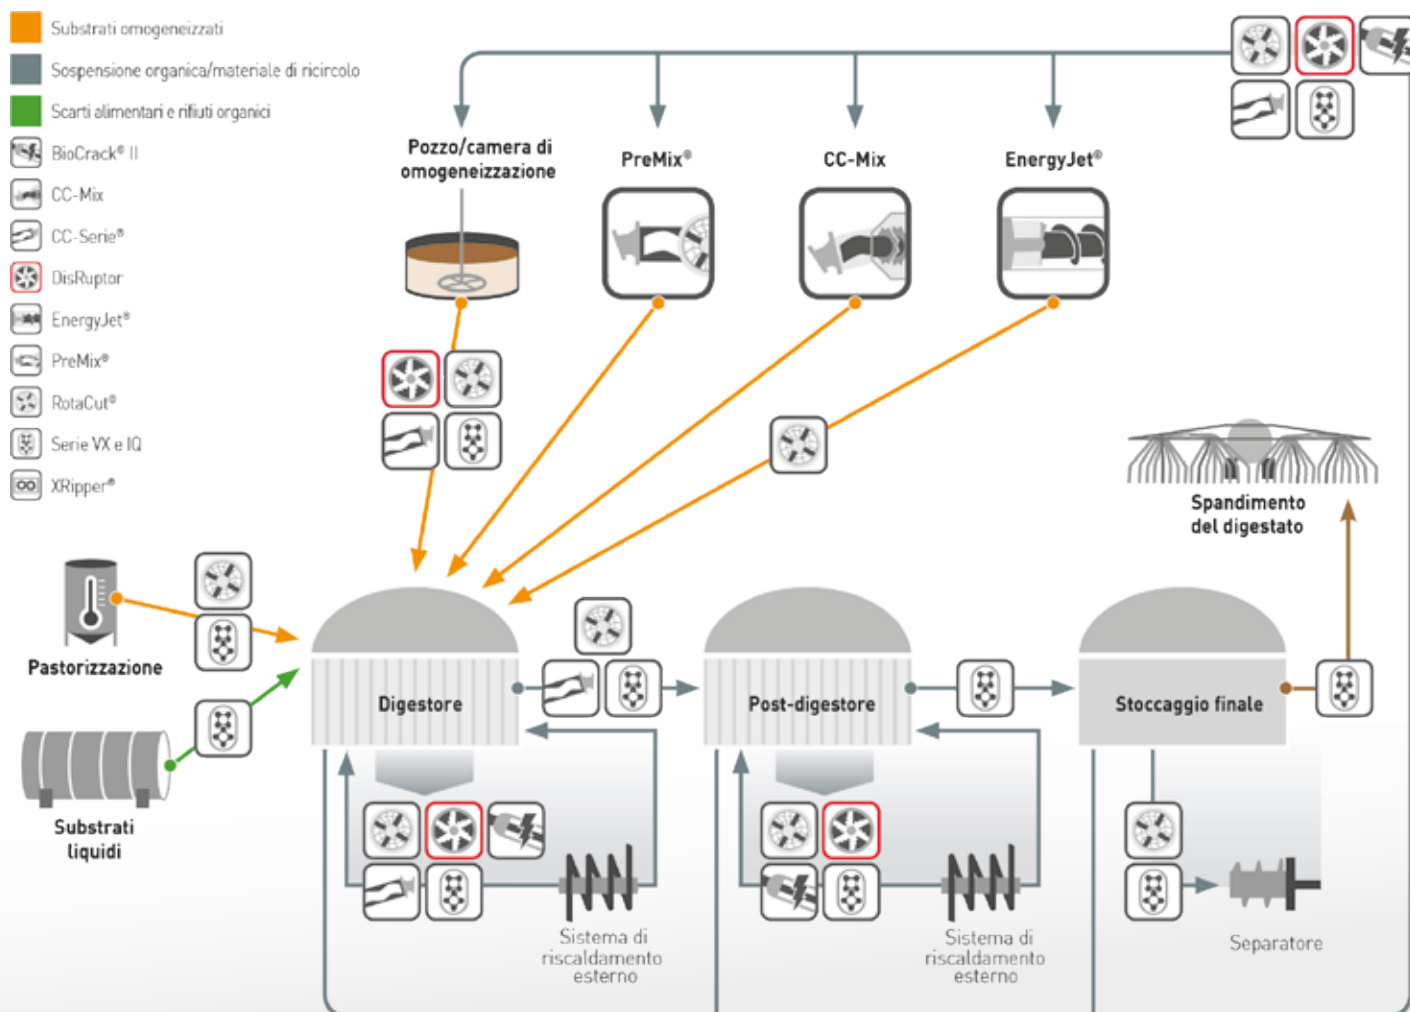 Substrati omogeneizzati
Sospensione organica/materiale di ricircolo
Scarti alimentari e rifiuti organici
BioCrack® II
CC-Mix
CC-Serie®
DisRuptor
EnergyJet®
PreMix®
RotaCut®
Serie VX e IQ
XRipper®
Pozzo/camera di
omogeneizzazione
PreMix®
CC-Mix
EnergyJet®
Spandimento
del digestato
Pastorizzazione
Substrati
liquidi
Digestore
Post-digestore
Stoccaggio finale
Sistema di
riscaldamento
esterno
Sistema di
riscaldamento
esterno
Separatore